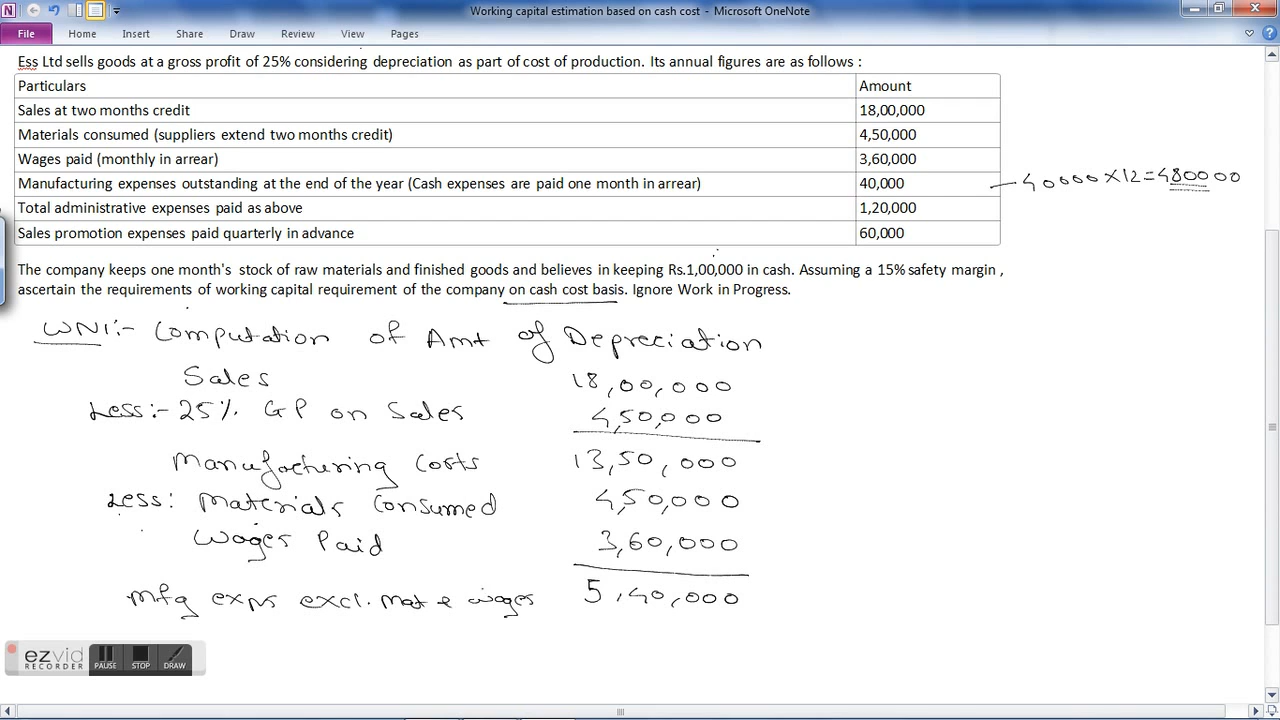 Working capital estimation based on cash cost - Microsoft OneNote
File Home Insert Share Draw Review View Pages
Ess Ltd sells goods at a gross profit of 25% considering depreciation as part of cost of production. Its annual figures are as follows :
Particulars Amount
Sales at two months credit 18,00,000
Materials consumed (suppliers extend two months credit) 4,50,000
Wages paid (monthly in arrear) 3,60,000
Manufacturing expenses outstanding at the end of the year (Cash expenses are paid one month in arrear) 40,000 — 40000 X 12 = 480000
Total administrative expenses paid as above 1,20,000
Sales promotion expenses paid quarterly in advance 60,000
The company keeps one month's stock of raw materials and finished goods and believes in keeping Rs.1,00,000 in cash. Assuming a 15% safety margin ,
ascertain the requirements of working capital requirement of the company on cash cost basis. Ignore Work in Progress.
WN1:- Computation of Amt of Depreciation
Sales 18,00,000
Less:- 25% GP on Sales 4,50,000
Manufacturing Costs 13,50,000
Less: Materials Consumed 4,50,000
Wages Paid 3,60,000
Mfg exps excl. Mat & wages 5,40,000
ezvid
RECORDER
PAUSE STOP DRAW